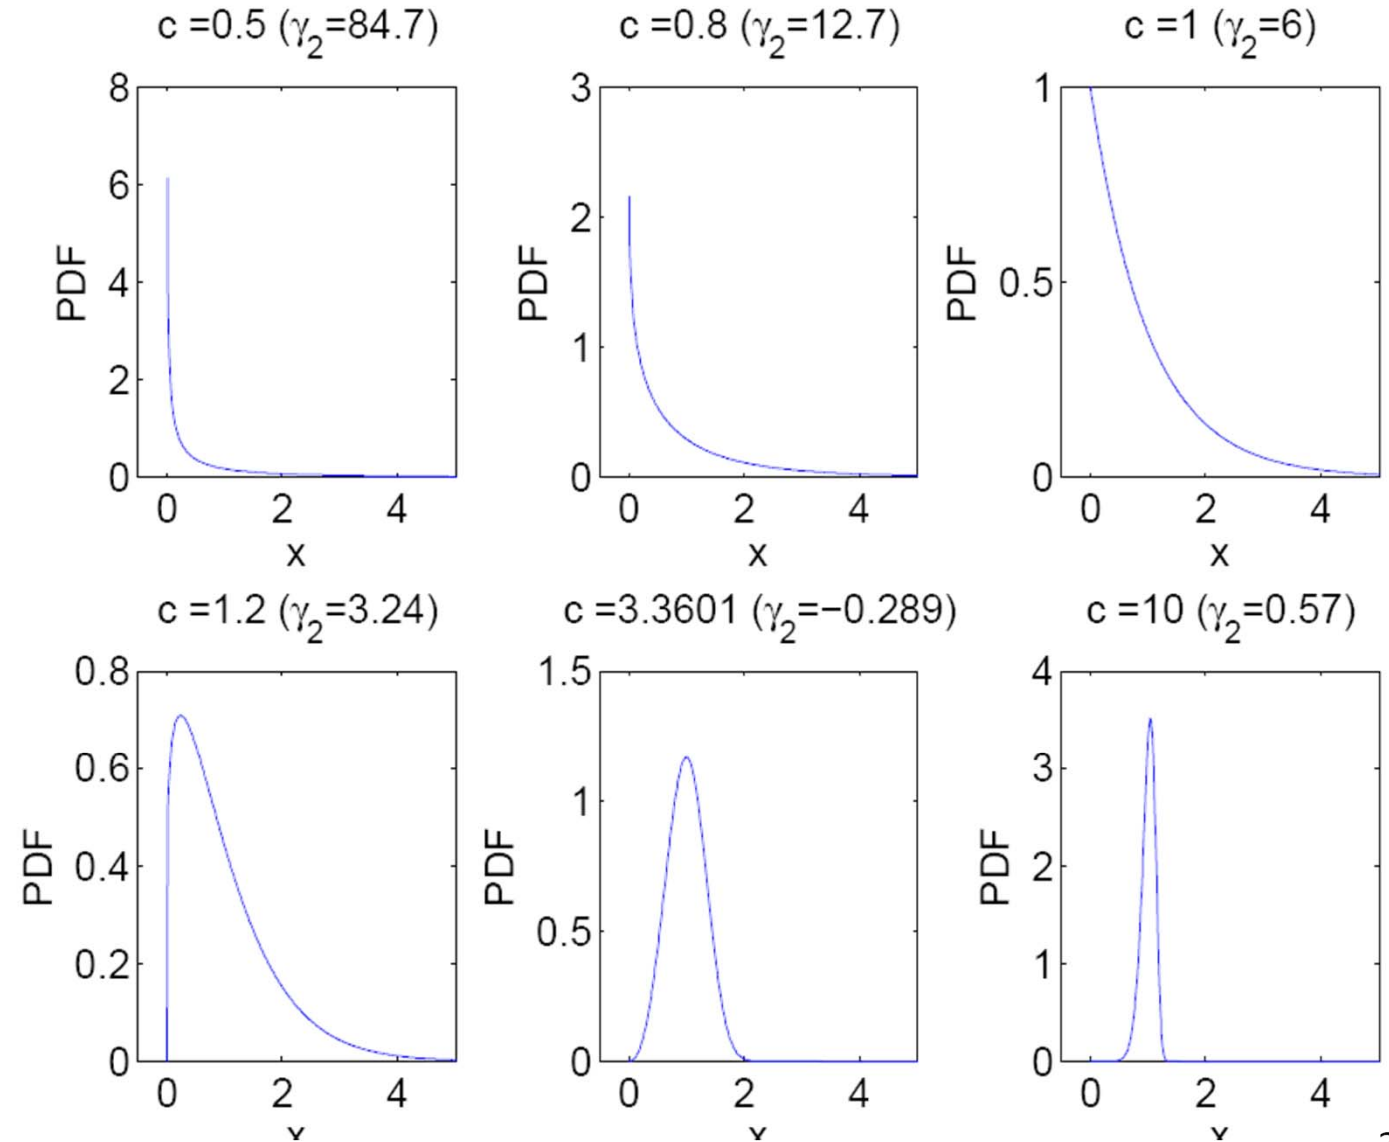 c =0.5 (γ2=84.7)
c =0.8 (γ2=12.7)
c =1 (γ2=6)
8
6
4
2
0
PDF
0 2 4
x
3
2
1
0
PDF
0 2 4
x
1
0.5
0
PDF
0 2 4
x
c =1.2 (γ2=3.24)
c =3.3601 (γ2=−0.289)
c =10 (γ2=0.57)
0.8
0.6
0.4
0.2
0
PDF
0 2 4
x
1.5
1
0.5
0
PDF
0 2 4
x
4
3
2
1
0
PDF
0 2 4
x